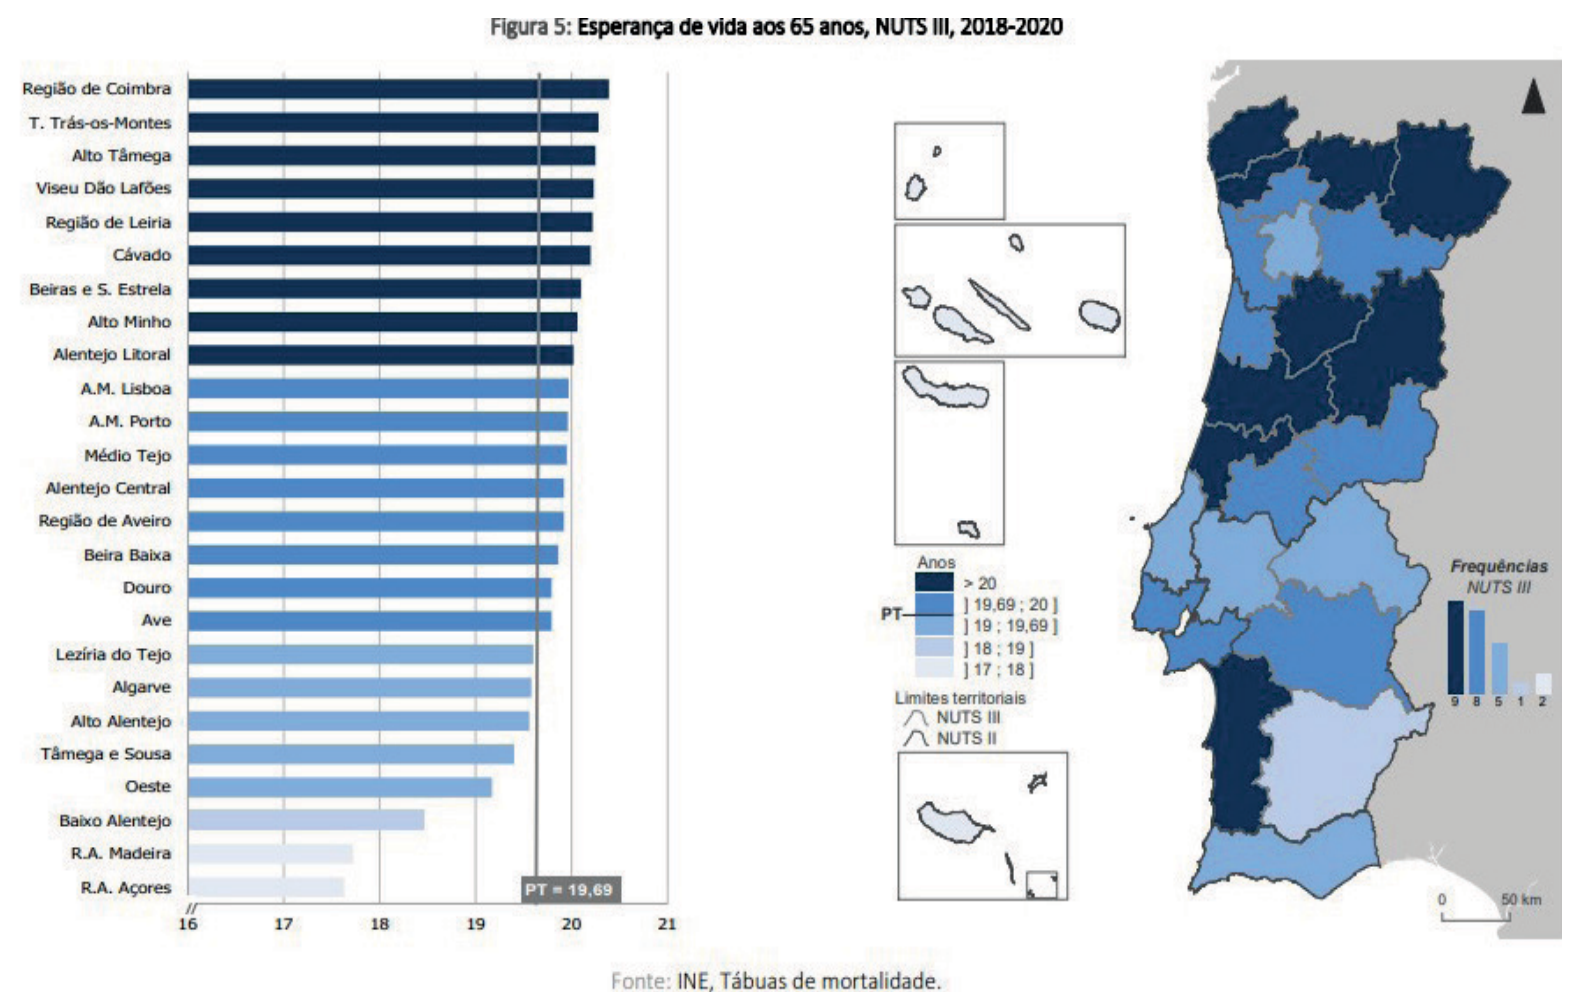 Figura 5: Esperança de vida aos 65 anos, NUTS III, 2018-2020
Região de Coimbra
T. Trás-os-Montes
Alto Tâmega
Viseu Dão Lafões
Região de Leiria
Cávado
Beiras e S. Estrela
Alto Minho
Alentejo Litoral
A.M. Lisboa
A.M. Porto
Médio Tejo
Alentejo Central
Região de Aveiro
Beira Baixa
Douro
Ave
Lezíria do Tejo
Algarve
Alto Alentejo
Tâmega e Sousa
Oeste
Baixo Alentejo
R.A. Madeira
R.A. Açores
PT = 19,69
16 17 18 19 20 21
Anos
> 20
] 19,69 ; 20 ]
PT
] 19 ; 19,69 ]
] 18 ; 19 ]
] 17 ; 18 ]
Limites territoriais
NUTS III
NUTS II
Frequências
NUTS III
9 8 5 1 2
0 50 km
Fonte: INE, Tábuas de mortalidade.